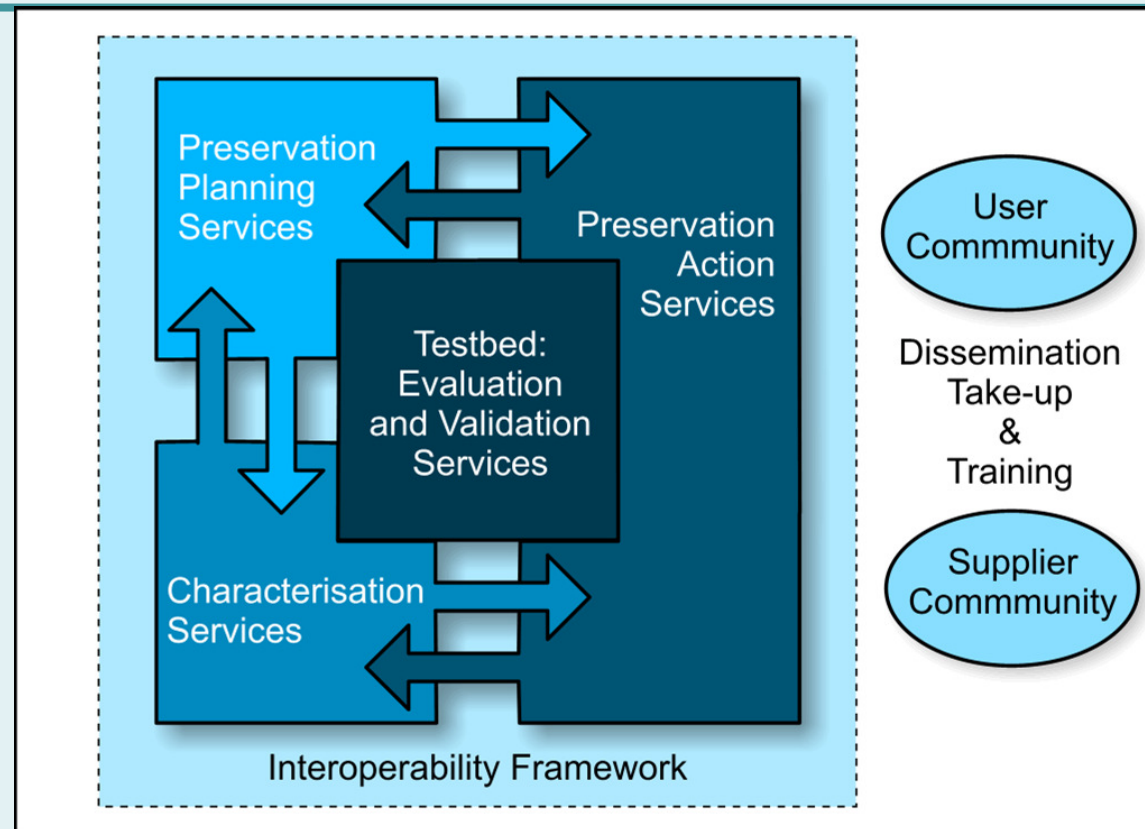 Preservation
Planning
Services
Preservation
Action
Services
Testbed:
Evaluation
and Validation
Services
Characterisation
Services
Interoperability Framework
User
Commmunity
Dissemination
Take-up
&
Training
Supplier
Commmunity